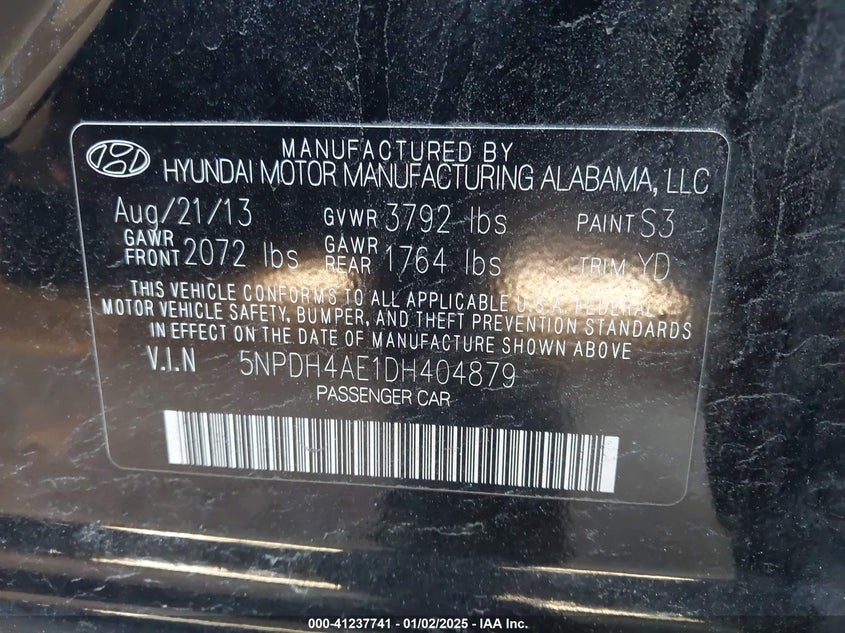 MANUFACTURED BY
HYUNDAI MOTOR MANUFACTURING ALABAMA, LLC
Aug/21/13 GVWR 3792 lbs PAINT S3
GAWR FRONT 2072 lbs GAWR REAR 1764 lbs TRIM YD
THIS VEHICLE CONFORMS TO ALL APPLICABLE U.S.A. FEDERAL
MOTOR VEHICLE SAFETY, BUMPER, AND THEFT PREVENTION STANDARDS
IN EFFECT ON THE DATE OF MANUFACTURE SHOWN ABOVE
V.I.N 5NPDH4AE1DH404879
PASSENGER CAR
000-41237741 - 01/02/2025 - IAA Inc.